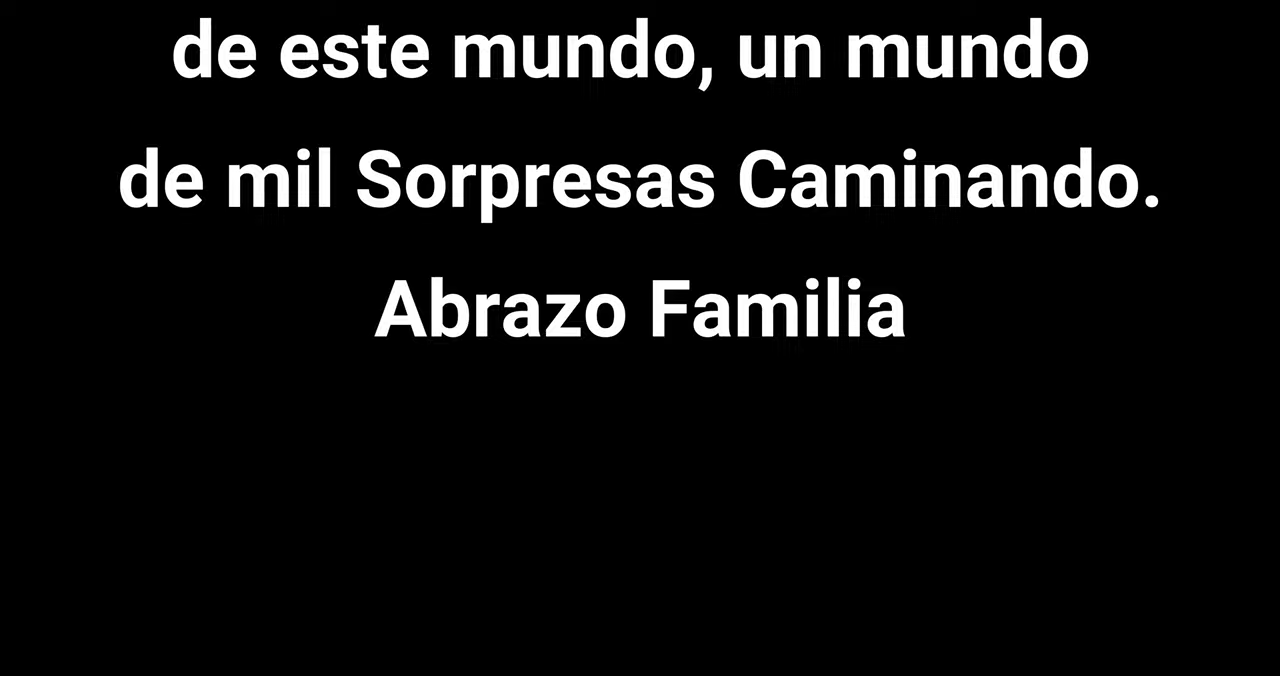 de este mundo, un mundo
de mil Sorpresas Caminando.
Abrazo Familia